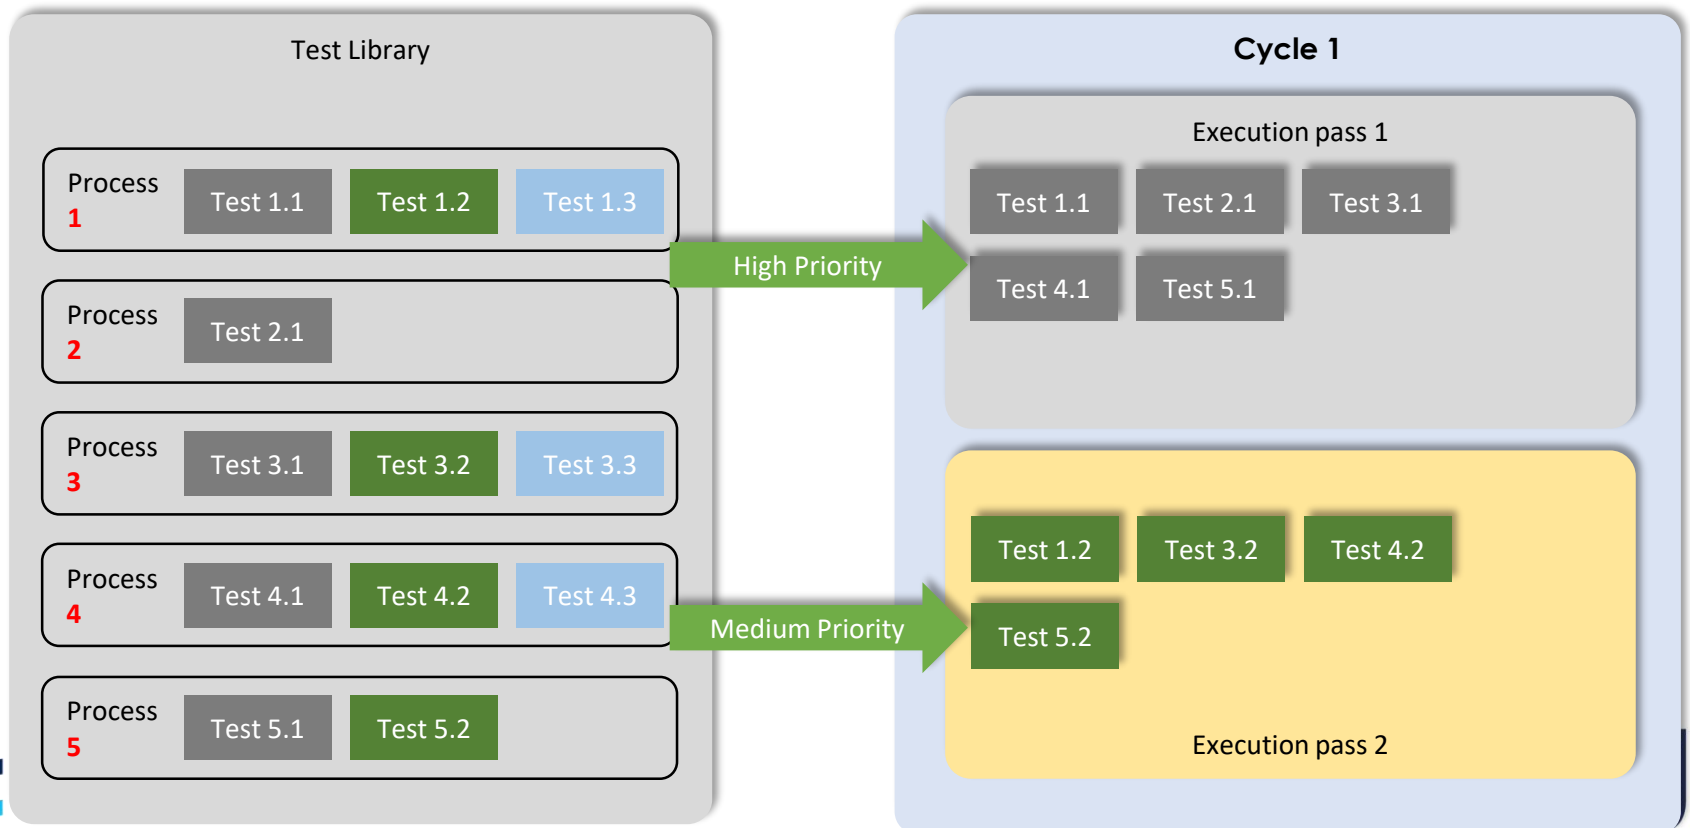 Test Library
Process
1
Test 1.1
Test 1.2
Test 1.3
Process
2
Test 2.1
Process
3
Test 3.1
Test 3.2
Test 3.3
Process
4
Test 4.1
Test 4.2
Test 4.3
Process
5
Test 5.1
Test 5.2
High Priority
Medium Priority
Cycle 1
Execution pass 1
Test 1.1
Test 2.1
Test 3.1
Test 4.1
Test 5.1
Test 1.2
Test 3.2
Test 4.2
Test 5.2
Execution pass 2